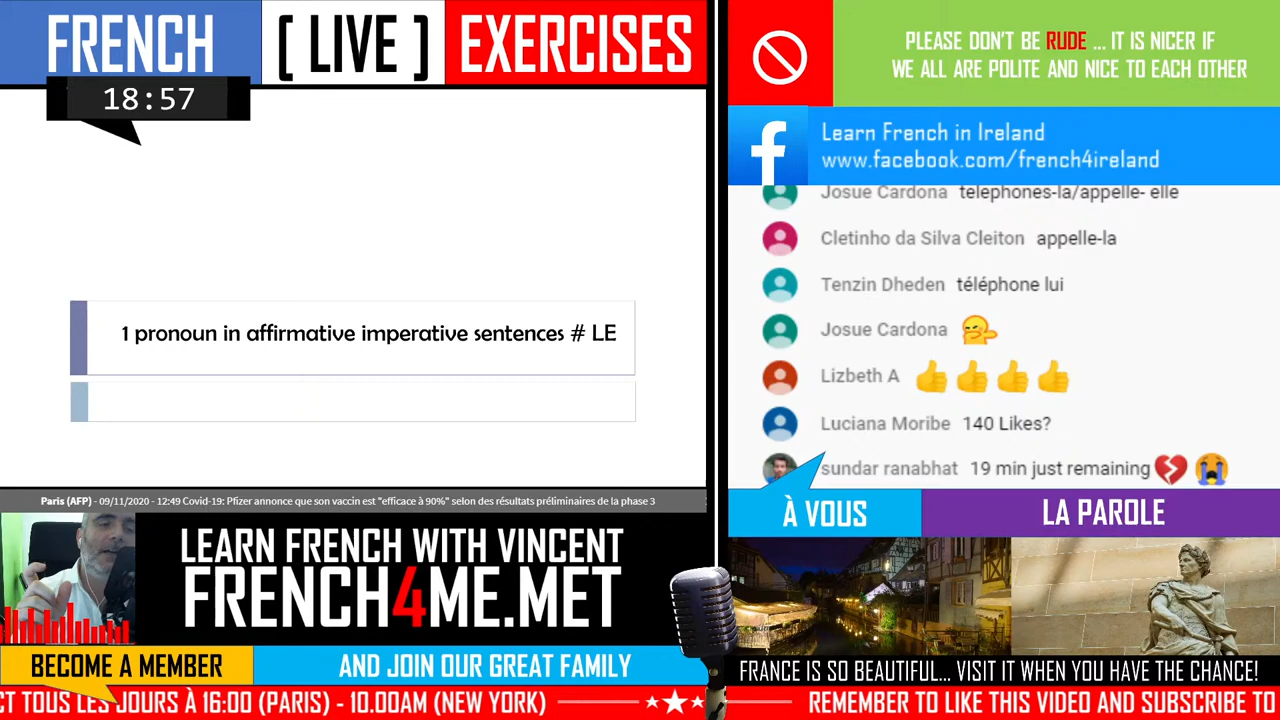 FRENCH [ LIVE ] EXERCISES
18:57
1 pronoun in affirmative imperative sentences # LE
Paris (AFP) - 09/11/2020 - 12:49 Covid-19: Pfizer annonce que son vaccin est "efficace à 90%" selon des résultats préliminaires de la phase 3
LEARN FRENCH WITH VINCENT
FRENCH4ME.MET
BECOME A MEMBER
AND JOIN OUR GREAT FAMILY
CT TOUS LES JOURS À 16:00 (PARIS) - 10.00AM (NEW YORK)
PLEASE DON'T BE RUDE ... IT IS NICER IF
WE ALL ARE POLITE AND NICE TO EACH OTHER
f
Learn French in Ireland
www.facebook.com/french4ireland
Josue Cardona telephones-la/appelle- elle
Cletinho da Silva Cleiton appelle-la
Tenzin Dheden téléphone lui
Josue Cardona
Lizbeth A
Luciana Moribe 140 Likes?
sundar ranabhat 19 min just remaining
À VOUS
LA PAROLE
FRANCE IS SO BEAUTIFUL... VISIT IT WHEN YOU HAVE THE CHANCE!
REMEMBER TO LIKE THIS VIDEO AND SUBSCRIBE TO